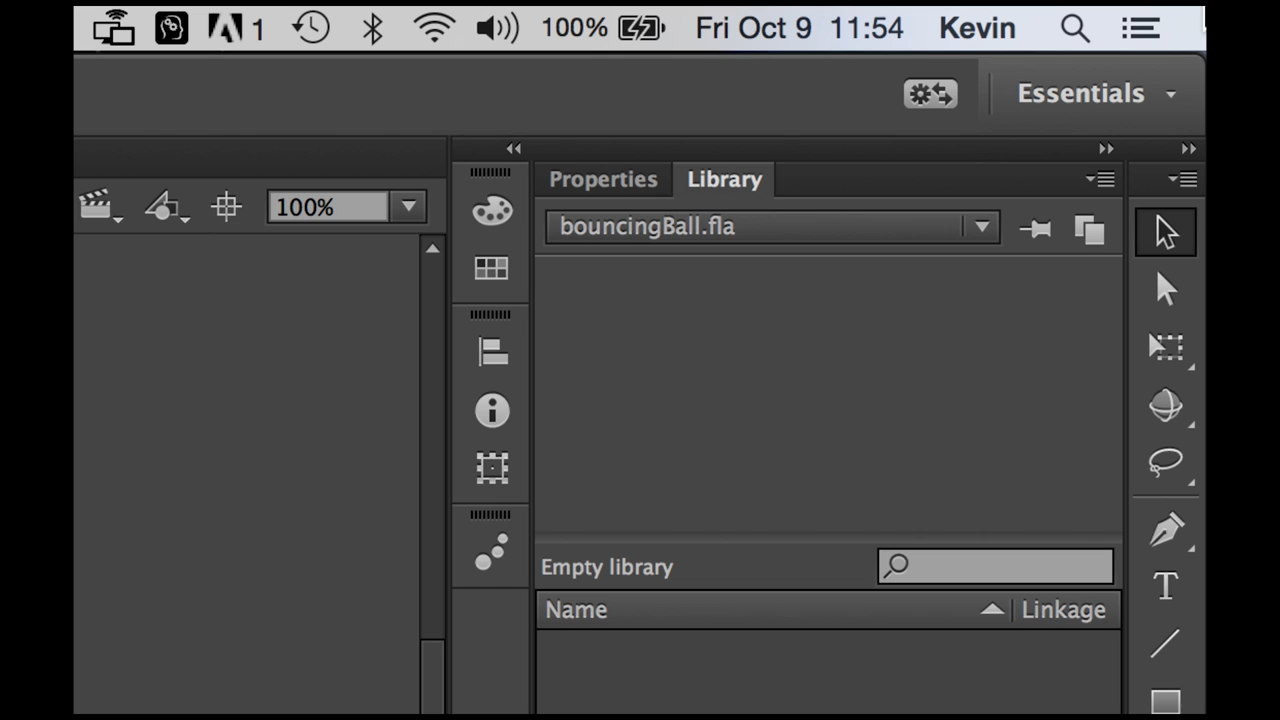 1 100% Fri Oct 9 11:54 Kevin
Essentials
Properties Library
100%
bouncingBall.fla
Empty library
Name Linkage
T